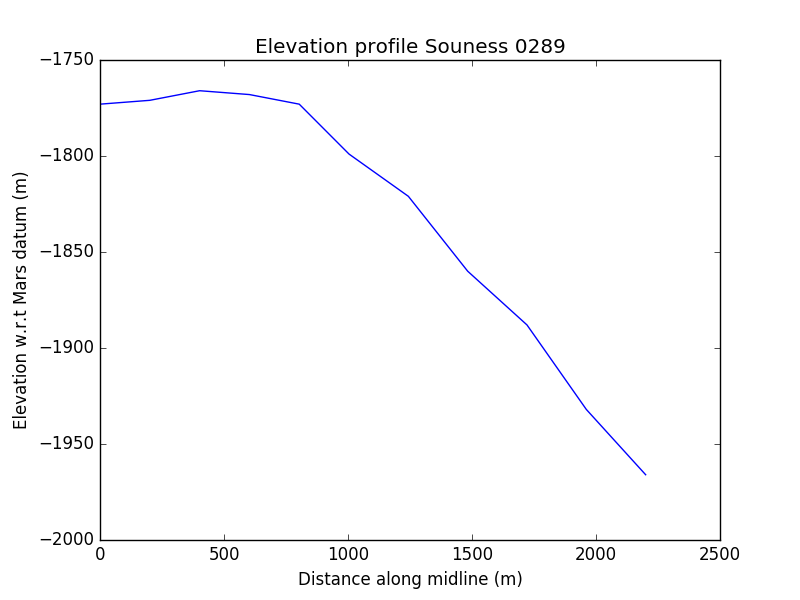 Elevation profile Souness 0289
−1750
−1800
−1850
−1900
−1950
−2000
Elevation w.r.t Mars datum (m)
0 500 1000 1500 2000 2500
Distance along midline (m)